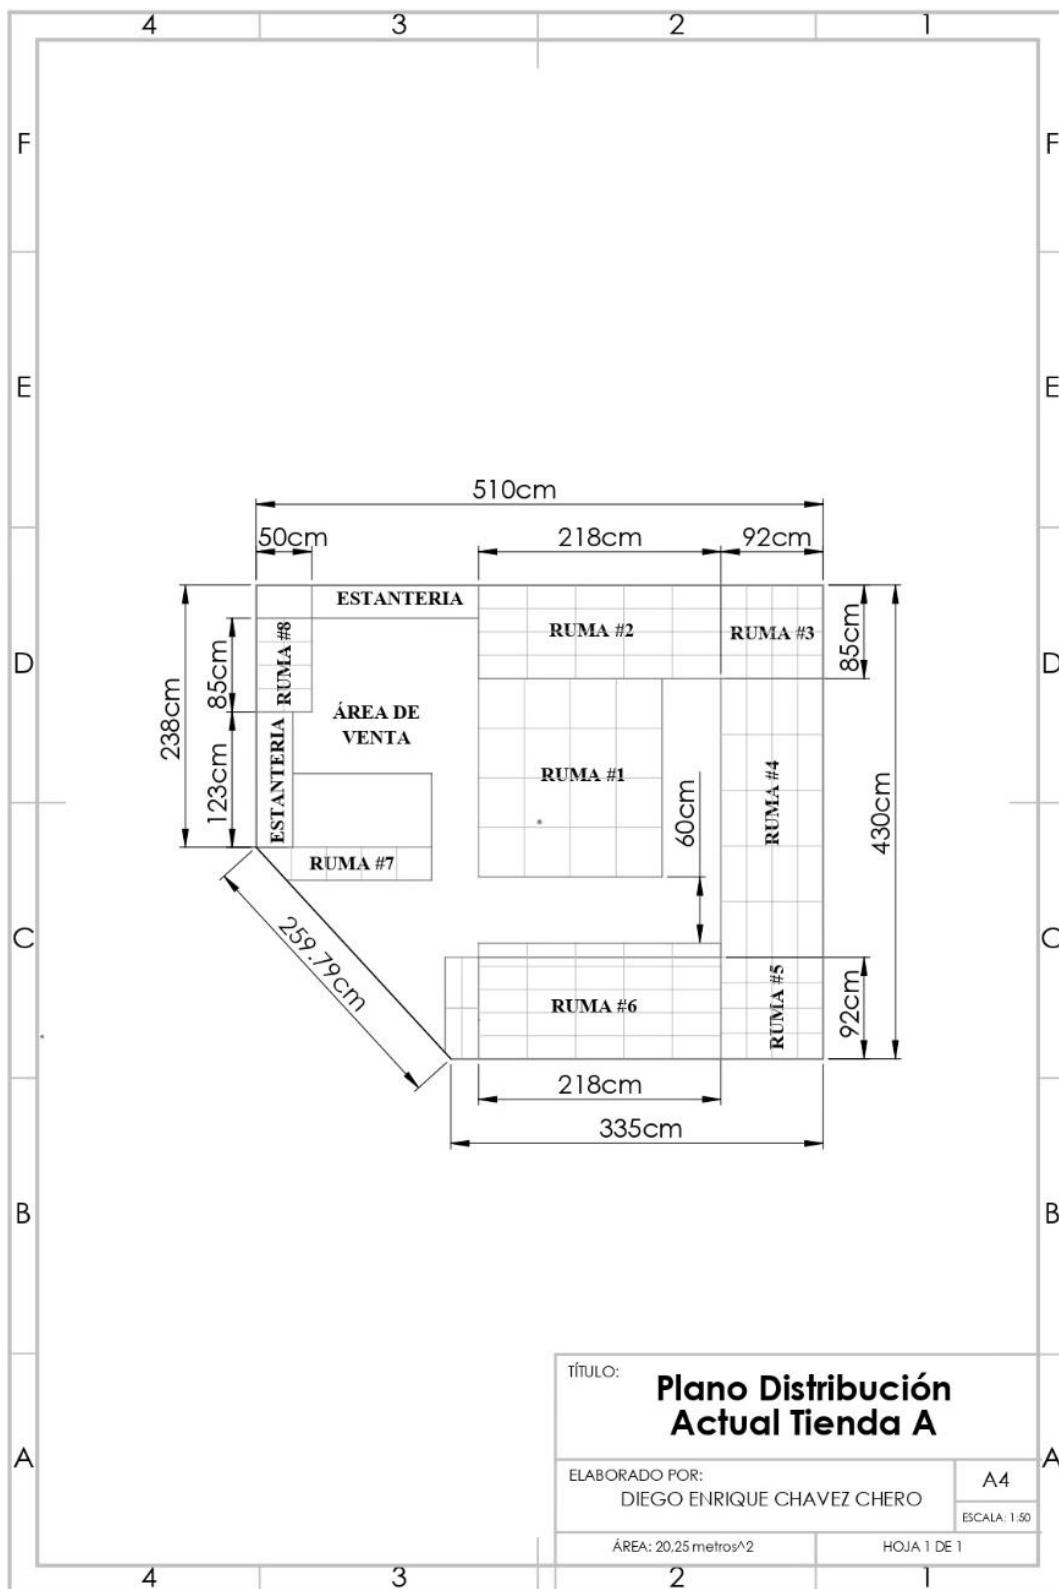 4 3 2 1
F F
E E
510cm
50cm 218cm 92cm
ESTANTERIA
RUMA #2
RUMA #3
85cm
RUMA #8
85cm
D D
238cm
ÁREA DE
VENTA
123cm
ESTANTERIA
RUMA #1
RUMA #4
60cm
430cm
RUMA #7
C C
259.79cm
RUMA #6
RUMA #5
92cm
218cm
335cm
B B
TÍTULO:
Plano Distribución
Actual Tienda A
A A
ELABORADO POR:
DIEGO ENRIQUE CHAVEZ CHERO
A4
ESCALA: 1:50
ÁREA: 20,25 metros^2
HOJA 1 DE 1
4 3 2 1